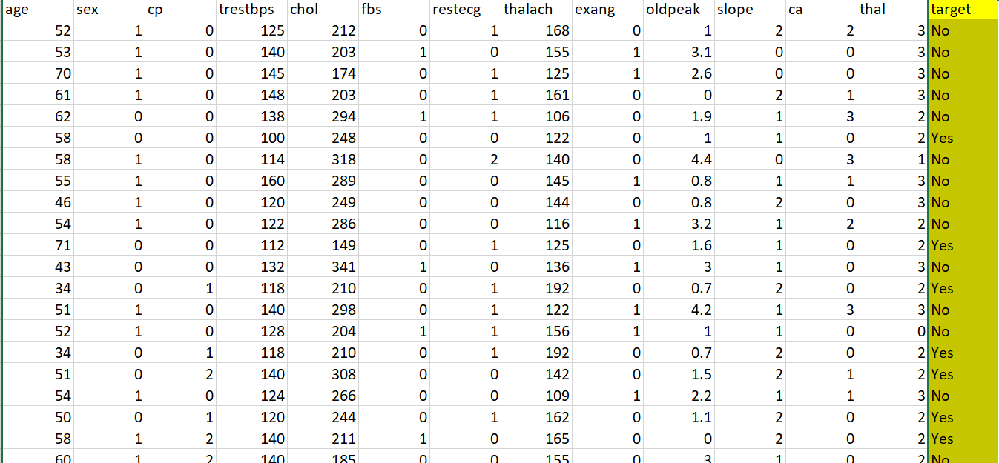 age sex cp trestbps chol fbs restecg thalach exang oldpeak slope ca thal target
52 1 0 125 212 0 1 168 0 1 2 2 3 No
53 1 0 140 203 1 0 155 1 3.1 0 0 3 No
70 1 0 145 174 0 1 125 1 2.6 0 0 3 No
61 1 0 148 203 0 1 161 0 0 2 1 3 No
62 0 0 138 294 1 1 106 0 1.9 1 3 2 No
58 0 0 100 248 0 0 122 0 1 1 0 2 Yes
58 1 0 114 318 0 2 140 0 4.4 0 3 1 No
55 1 0 160 289 0 0 145 1 0.8 1 1 3 No
46 1 0 120 249 0 0 144 0 0.8 2 0 3 No
54 1 0 122 286 0 0 116 1 3.2 1 2 2 No
71 0 0 112 149 0 1 125 0 1.6 1 0 2 Yes
43 0 0 132 341 1 0 136 1 3 1 0 3 No
34 0 1 118 210 0 1 192 0 0.7 2 0 2 Yes
51 1 0 140 298 0 1 122 1 4.2 1 3 3 No
52 1 0 128 204 1 1 156 1 1 1 0 0 No
34 0 1 118 210 0 1 192 0 0.7 2 0 2 Yes
51 0 2 140 308 0 0 142 0 1.5 2 1 2 Yes
54 1 0 124 266 0 0 109 1 2.2 1 1 3 No
50 0 1 120 244 0 1 162 0 1.1 2 0 2 Yes
58 1 2 140 211 1 0 165 0 0 2 0 2 Yes
60 1 2 140 185 0 0 155 0 3 1 0 2 No